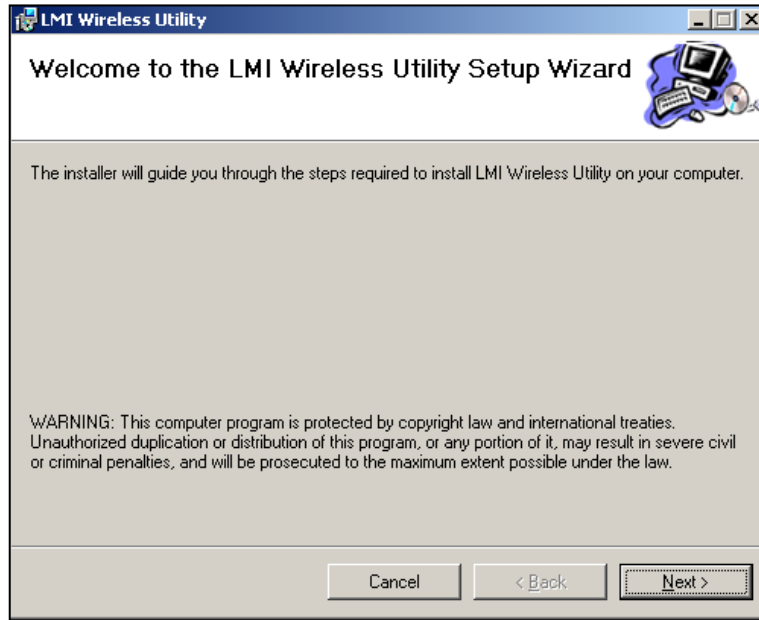 LMI Wireless Utility
Welcome to the LMI Wireless Utility Setup Wizard
The installer will guide you through the steps required to install LMI Wireless Utility on your computer.
WARNING: This computer program is protected by copyright law and international treaties.
Unauthorized duplication or distribution of this program, or any portion of it, may result in severe civil
or criminal penalties, and will be prosecuted to the maximum extent possible under the law.
Cancel < Back Next >